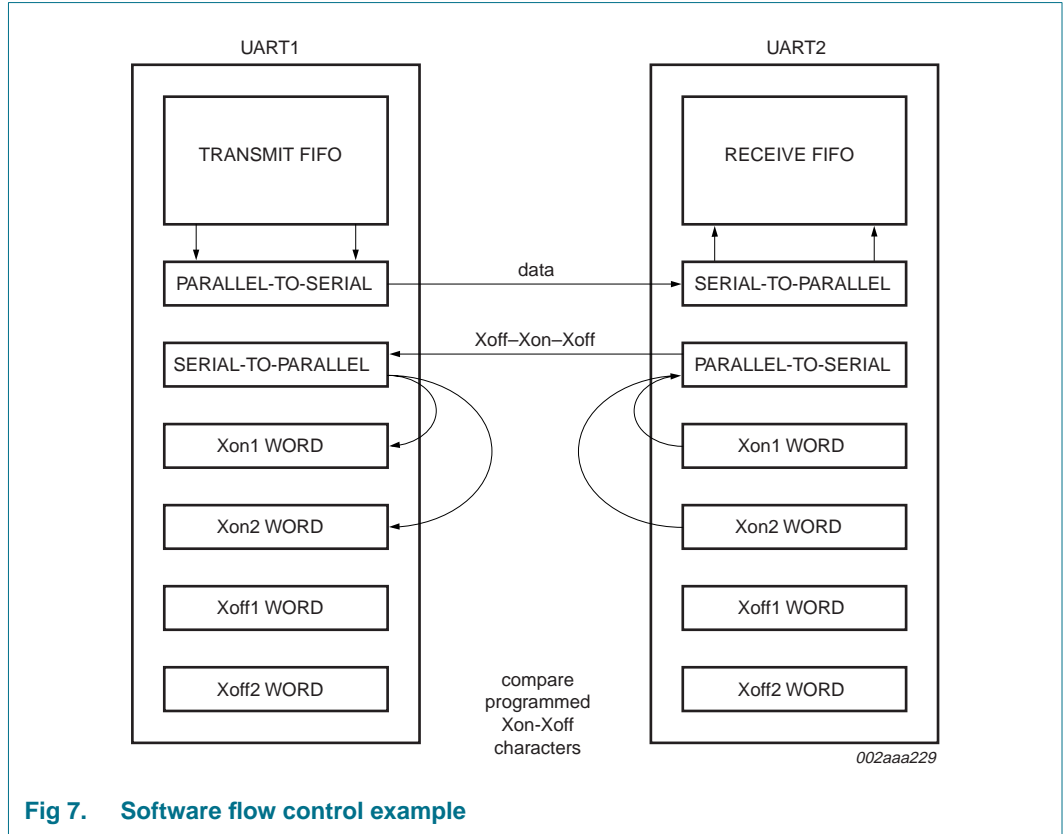 UART1
UART2
TRANSMIT FIFO
RECEIVE FIFO
PARALLEL-TO-SERIAL
data
SERIAL-TO-PARALLEL
Xoff–Xon–Xoff
SERIAL-TO-PARALLEL
PARALLEL-TO-SERIAL
Xon1 WORD
Xon1 WORD
Xon2 WORD
Xon2 WORD
Xoff1 WORD
Xoff1 WORD
Xoff2 WORD
Xoff2 WORD
compare
programmed
Xon-Xoff
characters
002aaa229
Fig 7. Software flow control example